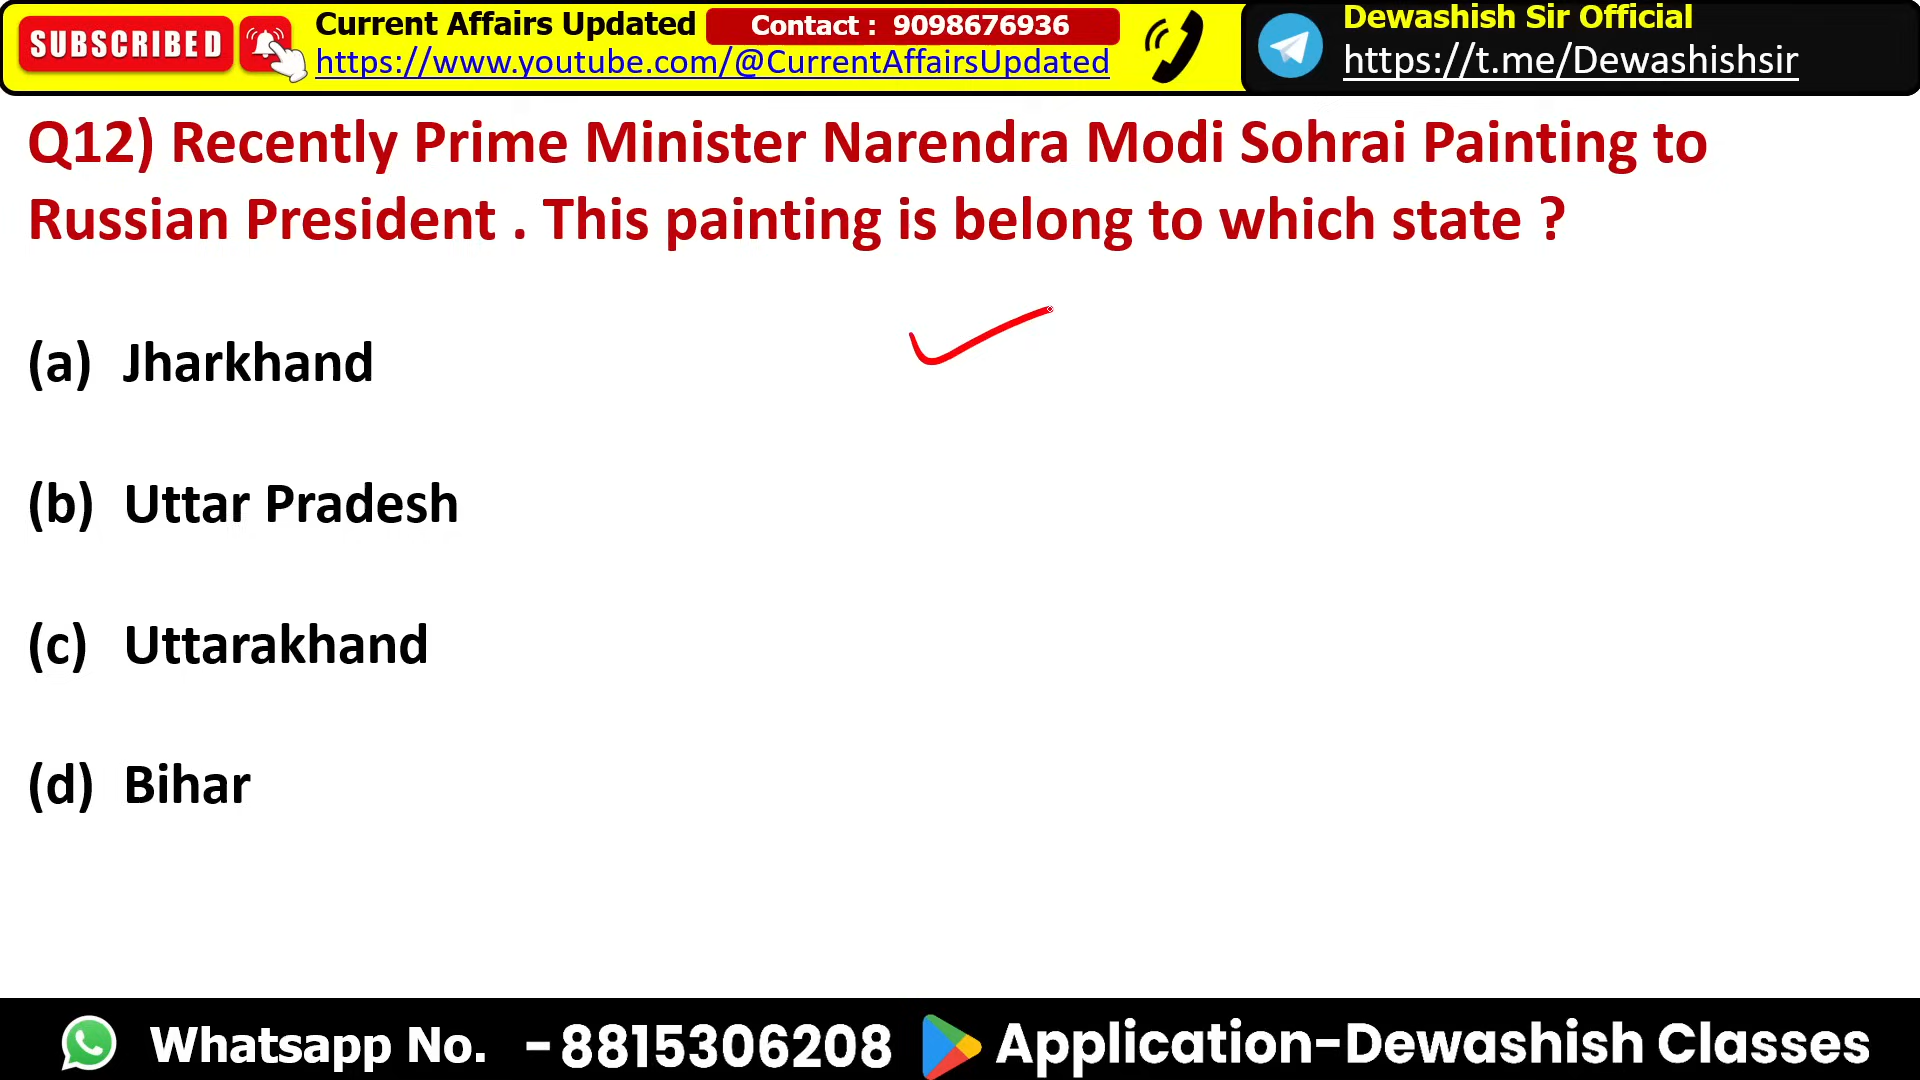 SUBSCRIBED
Current Affairs Updated
Contact : 9098676936
https://www.youtube.com/@CurrentAffairsUpdated
Dewashish Sir Official
https://t.me/Dewashishsir
Q12) Recently Prime Minister Narendra Modi Sohrai Painting to
Russian President . This painting is belong to which state ?
(a) Jharkhand
(b) Uttar Pradesh
(c) Uttarakhand
(d) Bihar
Whatsapp No. -8815306208
Application-Dewashish Classes